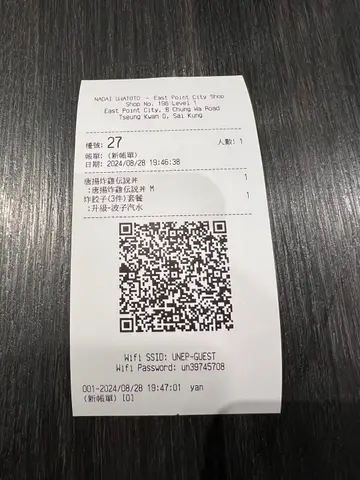 NADAI UNATOTO - East Point City Shop
Shop No. 198 Level 1
East Point City, 8 Chung Wa Road
Tseung Kwan O, Sai Kung
檯號: 27 人數: 1
帳單: (新帳單)
日期: 2024/08/28 19:46:38
唐揚炸雞伝説丼 1
:唐揚炸雞伝説丼 M
炸餃子(3件)套餐 1
:升級-波子汽水
Wifi SSID: UNEP-GUEST
Wifi Password: un39745708
001-2024/08/28 19:47:01 yan
(新帳單) [0]